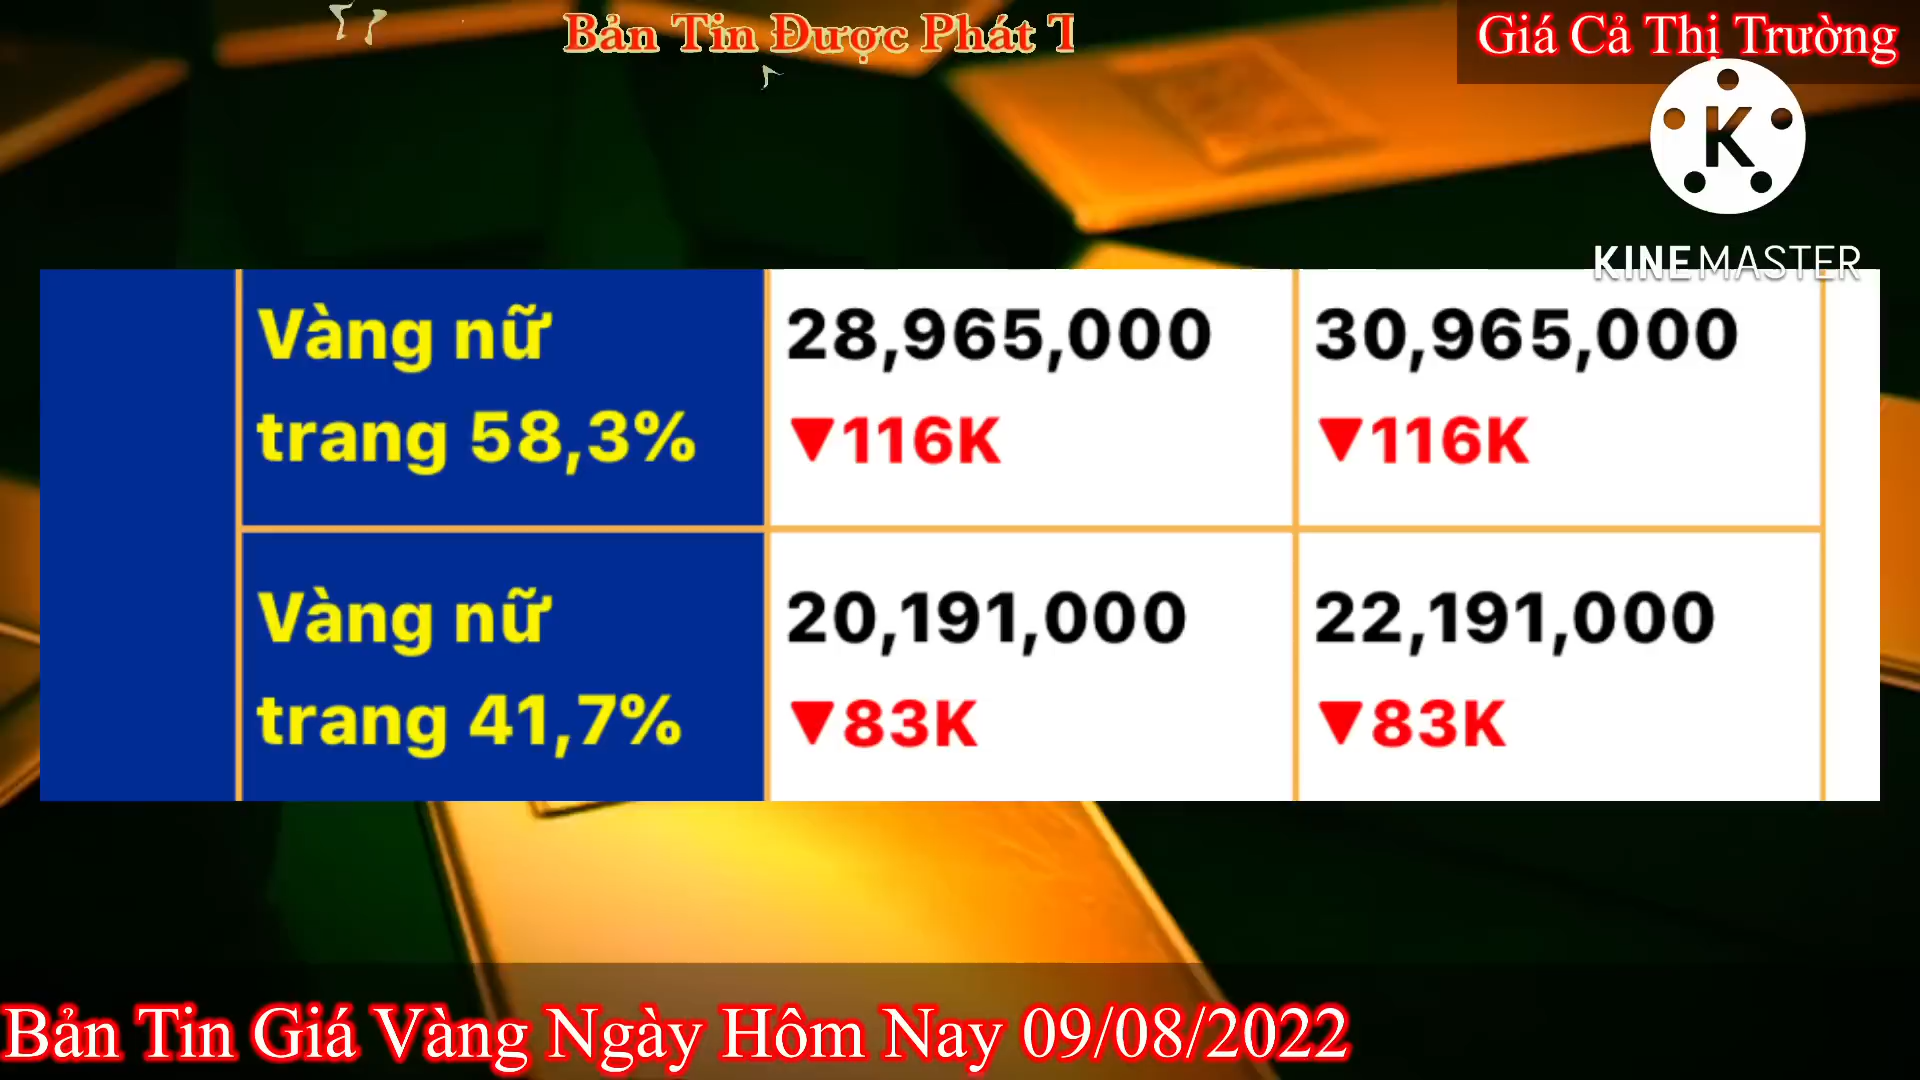 Bản Tin Được Phát T
Giá Cả Thị Trường
K
KINEMASTER
Vàng nữ
trang 58,3%
28,965,000
▼116K
30,965,000
▼116K
Vàng nữ
trang 41,7%
20,191,000
▼83K
22,191,000
▼83K
Bản Tin Giá Vàng Ngày Hôm Nay 09/08/2022